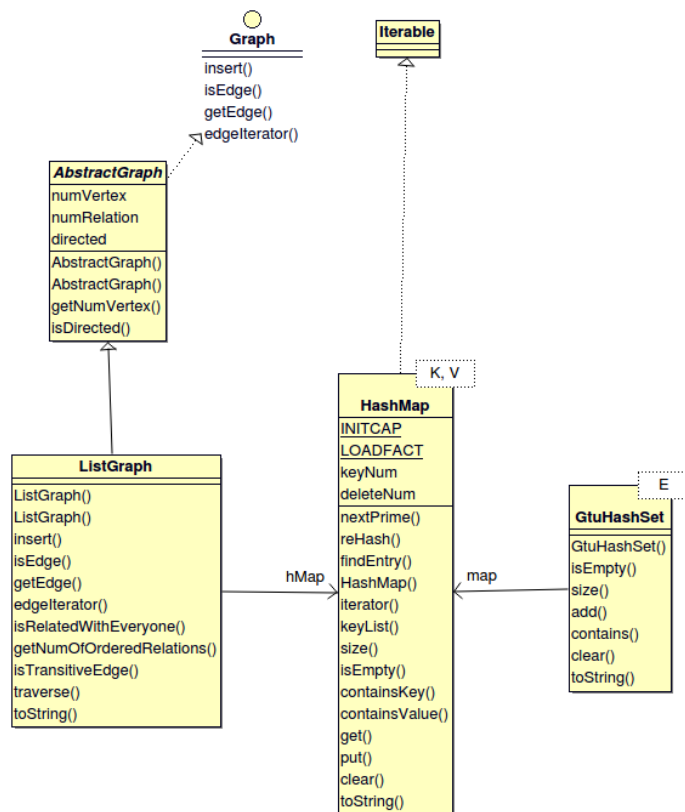 Graph
insert()
isEdge()
getEdge()
edgeIterator()
Iterable
AbstractGraph
numVertex
numRelation
directed
AbstractGraph()
AbstractGraph()
getNumVertex()
isDirected()
ListGraph
ListGraph()
ListGraph()
insert()
isEdge()
getEdge()
edgeIterator()
isRelatedWithEveryone()
getNumOfOrderedRelations()
isTransitiveEdge()
traverse()
toString()
hMap
K, V
HashMap
INITCAP
LOADFACT
keyNum
deleteNum
nextPrime()
reHash()
findEntry()
HashMap()
iterator()
keyList()
size()
isEmpty()
containsKey()
containsValue()
get()
put()
clear()
toString()
map
E
GtuHashSet
GtuHashSet()
isEmpty()
size()
add()
contains()
clear()
toString()